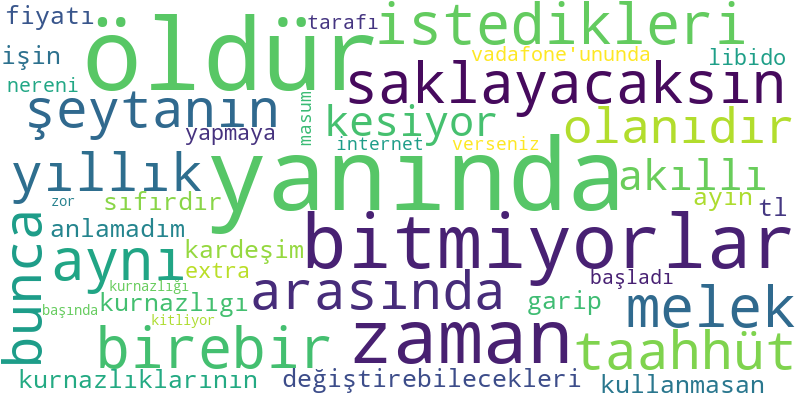 fiyatı
tarafı
öldür
istedikleri
işin
vadafone'ununda
libido
nereni
saklayacaksın
şeytanın
masum
kesiyor
olanıdır
yapmaya
internet
verseniz
yanında
yıllık
akıllı
zor
sıfırdır
ayın
tl
bunca
anlamadım
bitmiyorlar
aynı
kardeşim
extra
başladı
kurnazlığı
kurnazlıgı
arasında
garip
melek
başında
kitliyor
zaman
birebir
taahhüt
kurnazlıklarının
değiştirebilecekleri
kullanmasan